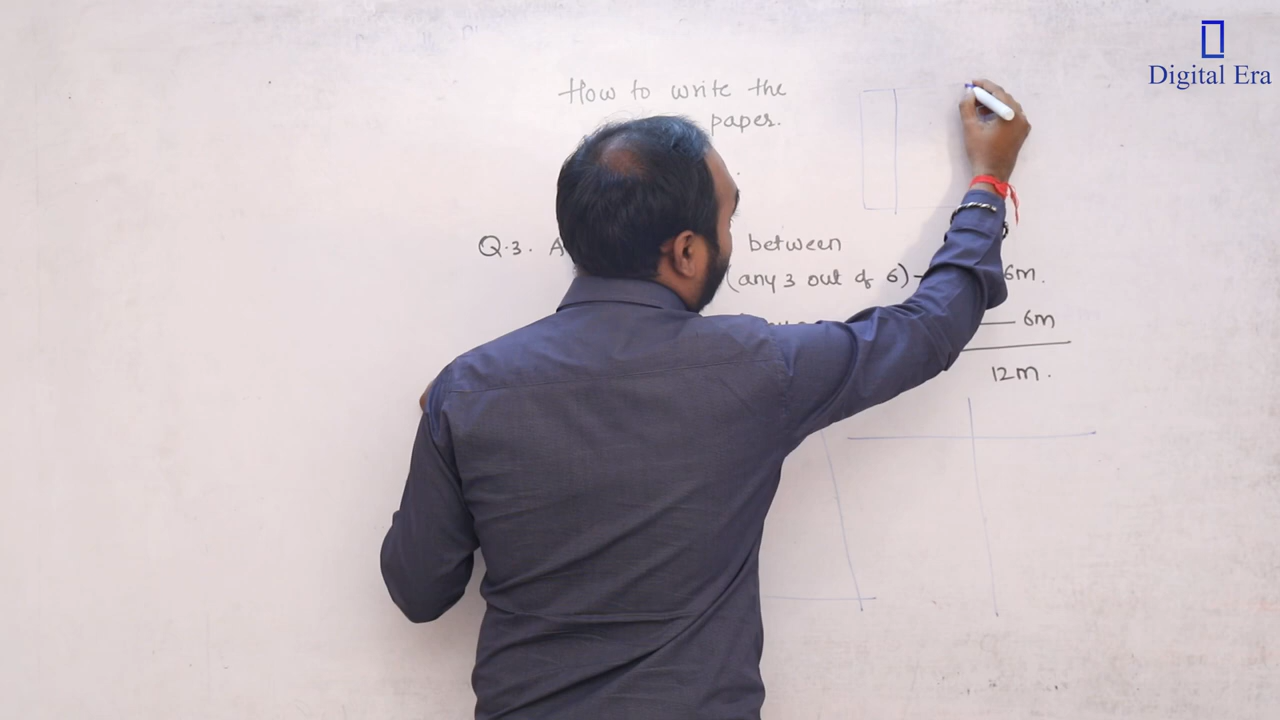 Digital Era
How to write the
paper.
Q.3. A between
(any 3 out of 6)- 6m.
6m
12m.